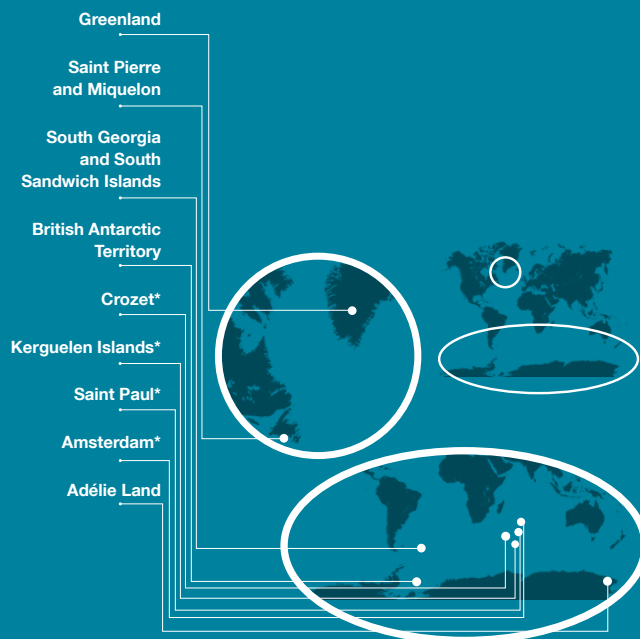 Greenland
Saint Pierre
and Miquelon
South Georgia
and South
Sandwich Islands
British Antarctic
Territory
Crozet*
Kerguelen Islands*
Saint Paul*
Amsterdam*
Adélie Land